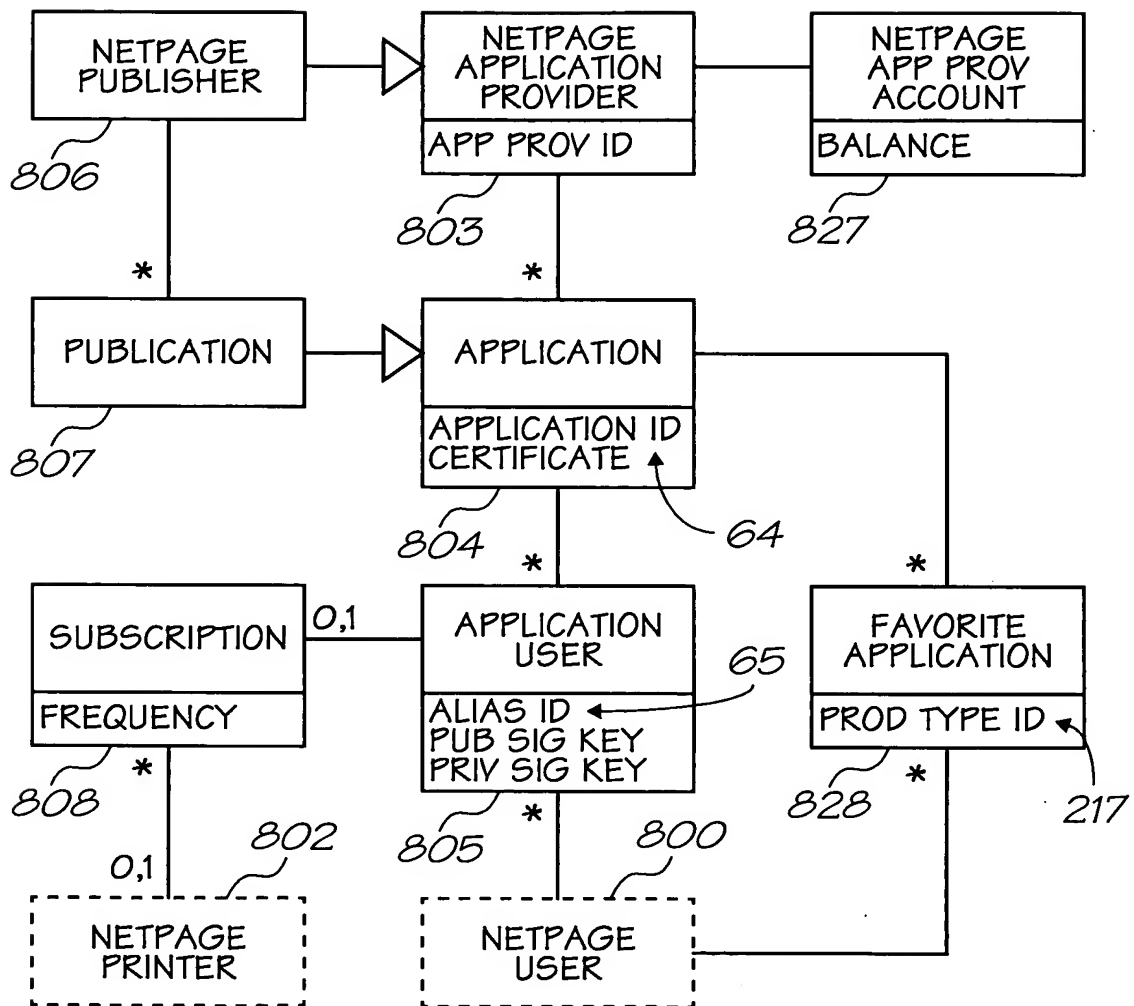 NETPAGE
PUBLISHER
806
NETPAGE
APPLICATION
PROVIDER
APP PROV ID
803
NETPAGE
APP PROV
ACCOUNT
BALANCE
827
*
*
PUBLICATION
807
APPLICATION
APPLICATION ID
CERTIFICATE
804
64
*
*
SUBSCRIPTION
FREQUENCY
808
0,1
APPLICATION
USER
ALIAS ID
PUB SIG KEY
PRIV SIG KEY
805
65
FAVORITE
APPLICATION
PROD TYPE ID
828
217
*
*
*
0,1
802
NETPAGE
PRINTER
800
NETPAGE
USER